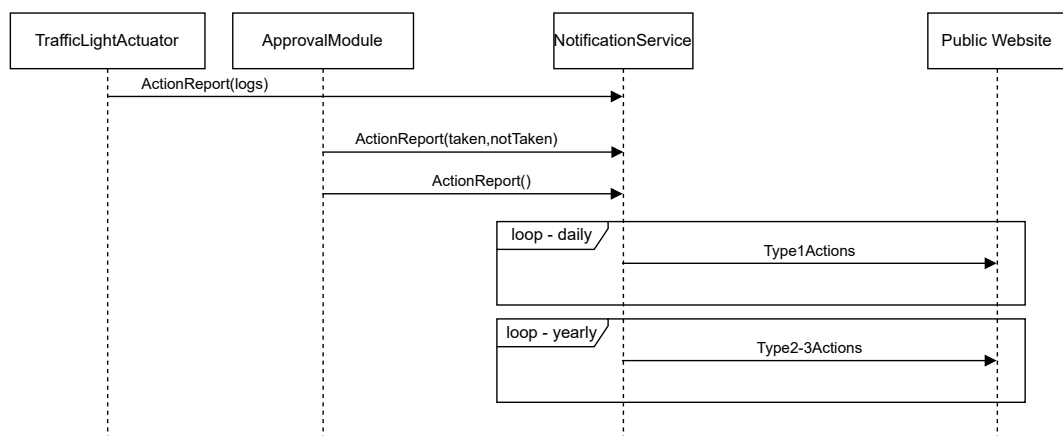 TrafficLightActuator
ApprovalModule
NotificationService
Public Website
ActionReport(logs)
ActionReport(taken,notTaken)
ActionReport()
loop - daily
Type1Actions
loop - yearly
Type2-3Actions